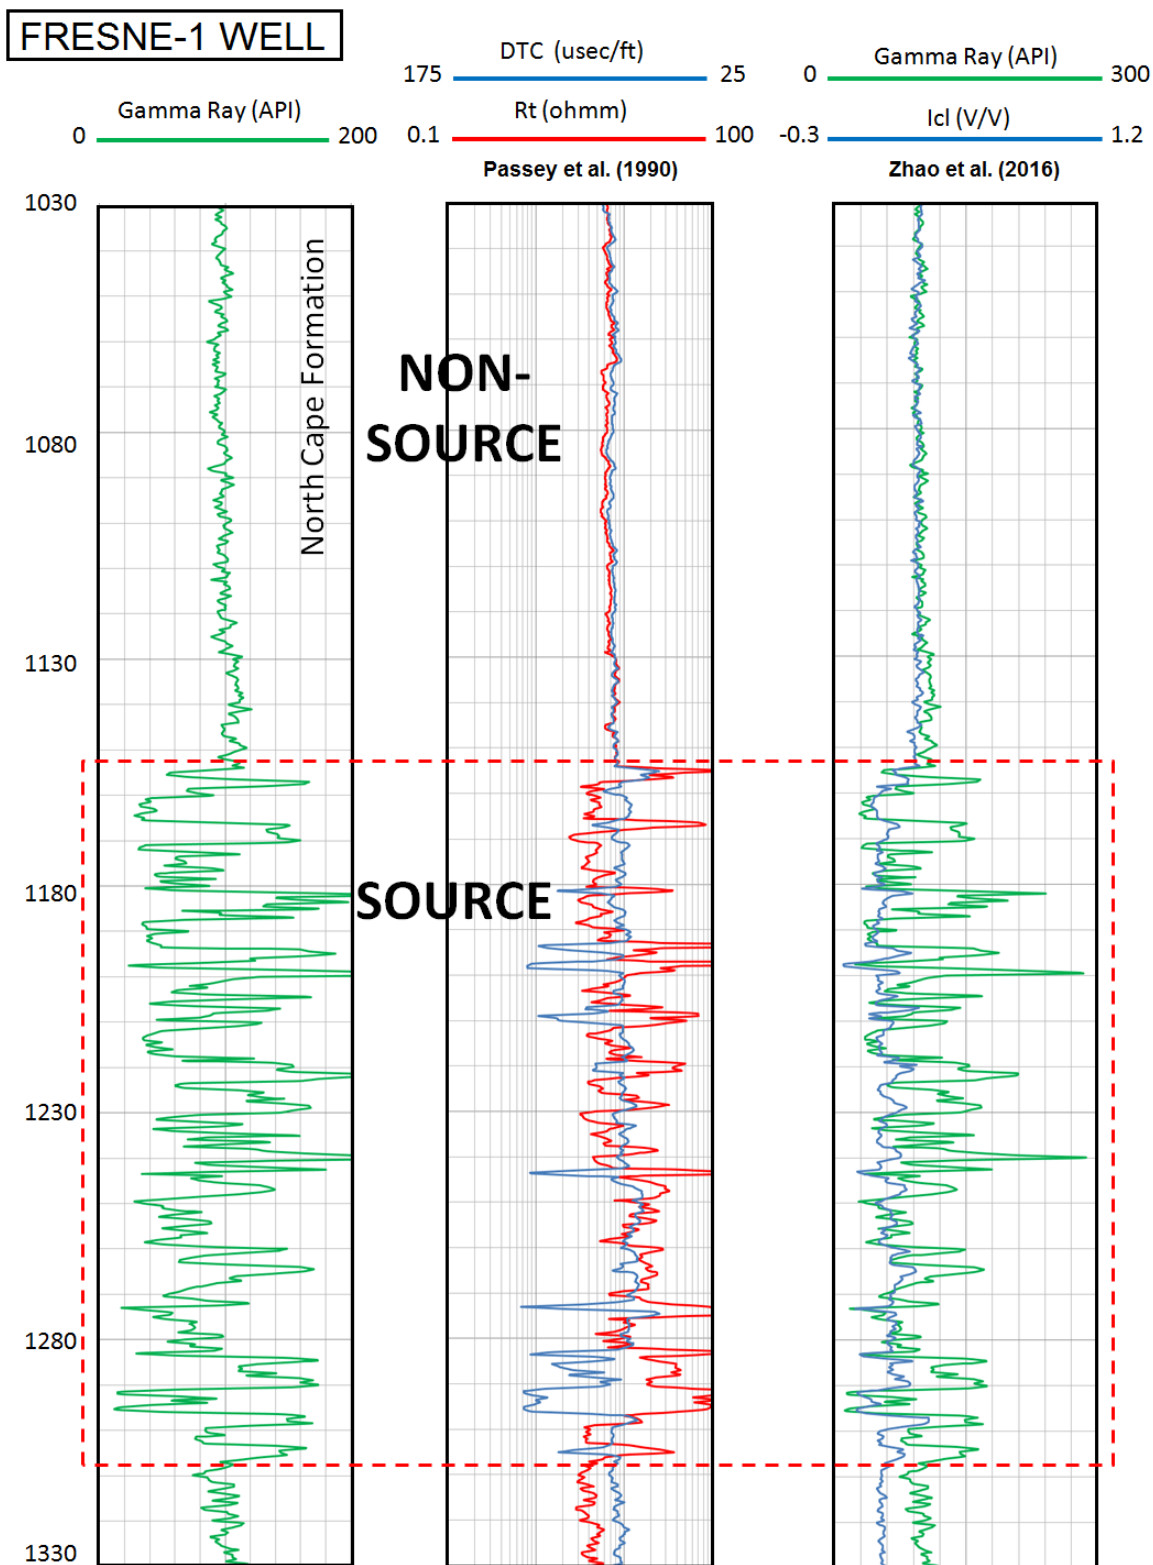 FRESNE-1 WELL
DTC (usec/ft)
175 25
Gamma Ray (API)
0 300
Gamma Ray (API)
0 200
Rt (ohmm)
0.1 100
Icl (V/V)
-0.3 1.2
Passey et al. (1990)
Zhao et al. (2016)
1030
North Cape Formation
NON-
SOURCE
1080
1130
1180
SOURCE
1230
1280
1330